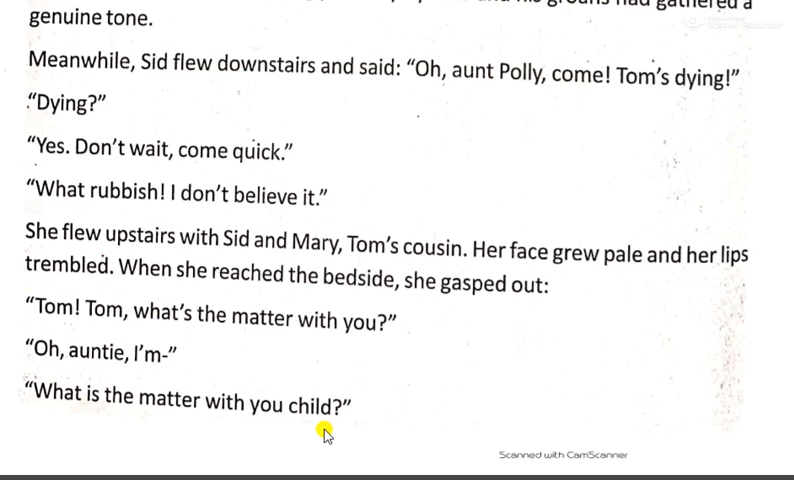 genuine tone.
Meanwhile, Sid flew downstairs and said: “Oh, aunt Polly, come! Tom’s dying!”
“Dying?”
“Yes. Don’t wait, come quick.”
“What rubbish! I don’t believe it.”
She flew upstairs with Sid and Mary, Tom’s cousin. Her face grew pale and her lips
trembled. When she reached the bedside, she gasped out:
“Tom! Tom, what’s the matter with you?”
“Oh, auntie, I’m-”
“What is the matter with you child?”
Scanned with CamScanner